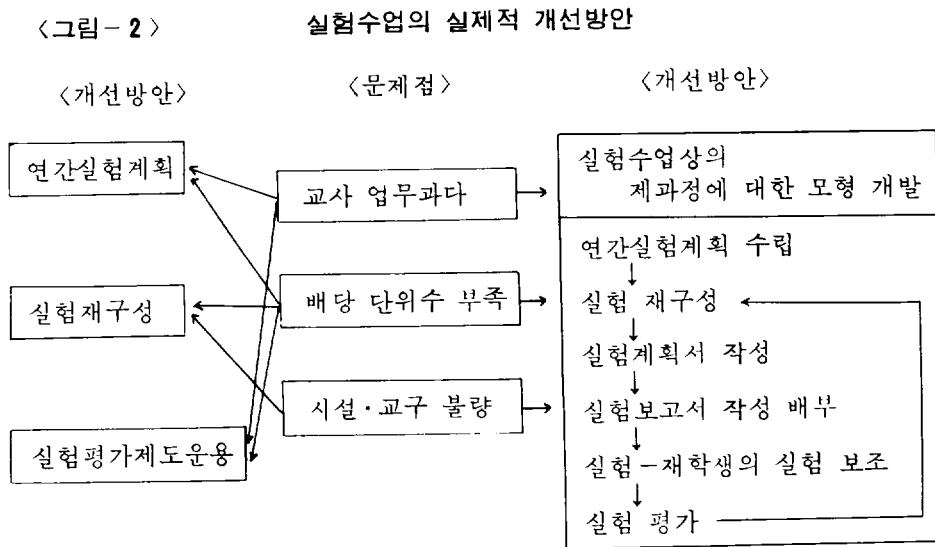 〈그림-2〉 실험수업의 실제적 개선방안
〈개선방안〉 〈문제점〉 〈개선방안〉
연간실험계획
실험재구성
실험평가제도운용
교사 업무과다
배당 단위수 부족
시설·교구 불량
실험수업상의
제과정에 대한 모형 개발
연간실험계획 수립
실험 재구성
실험계획서 작성
실험보고서 작성 배부
실험-재학생의 실험 보조
실험 평가